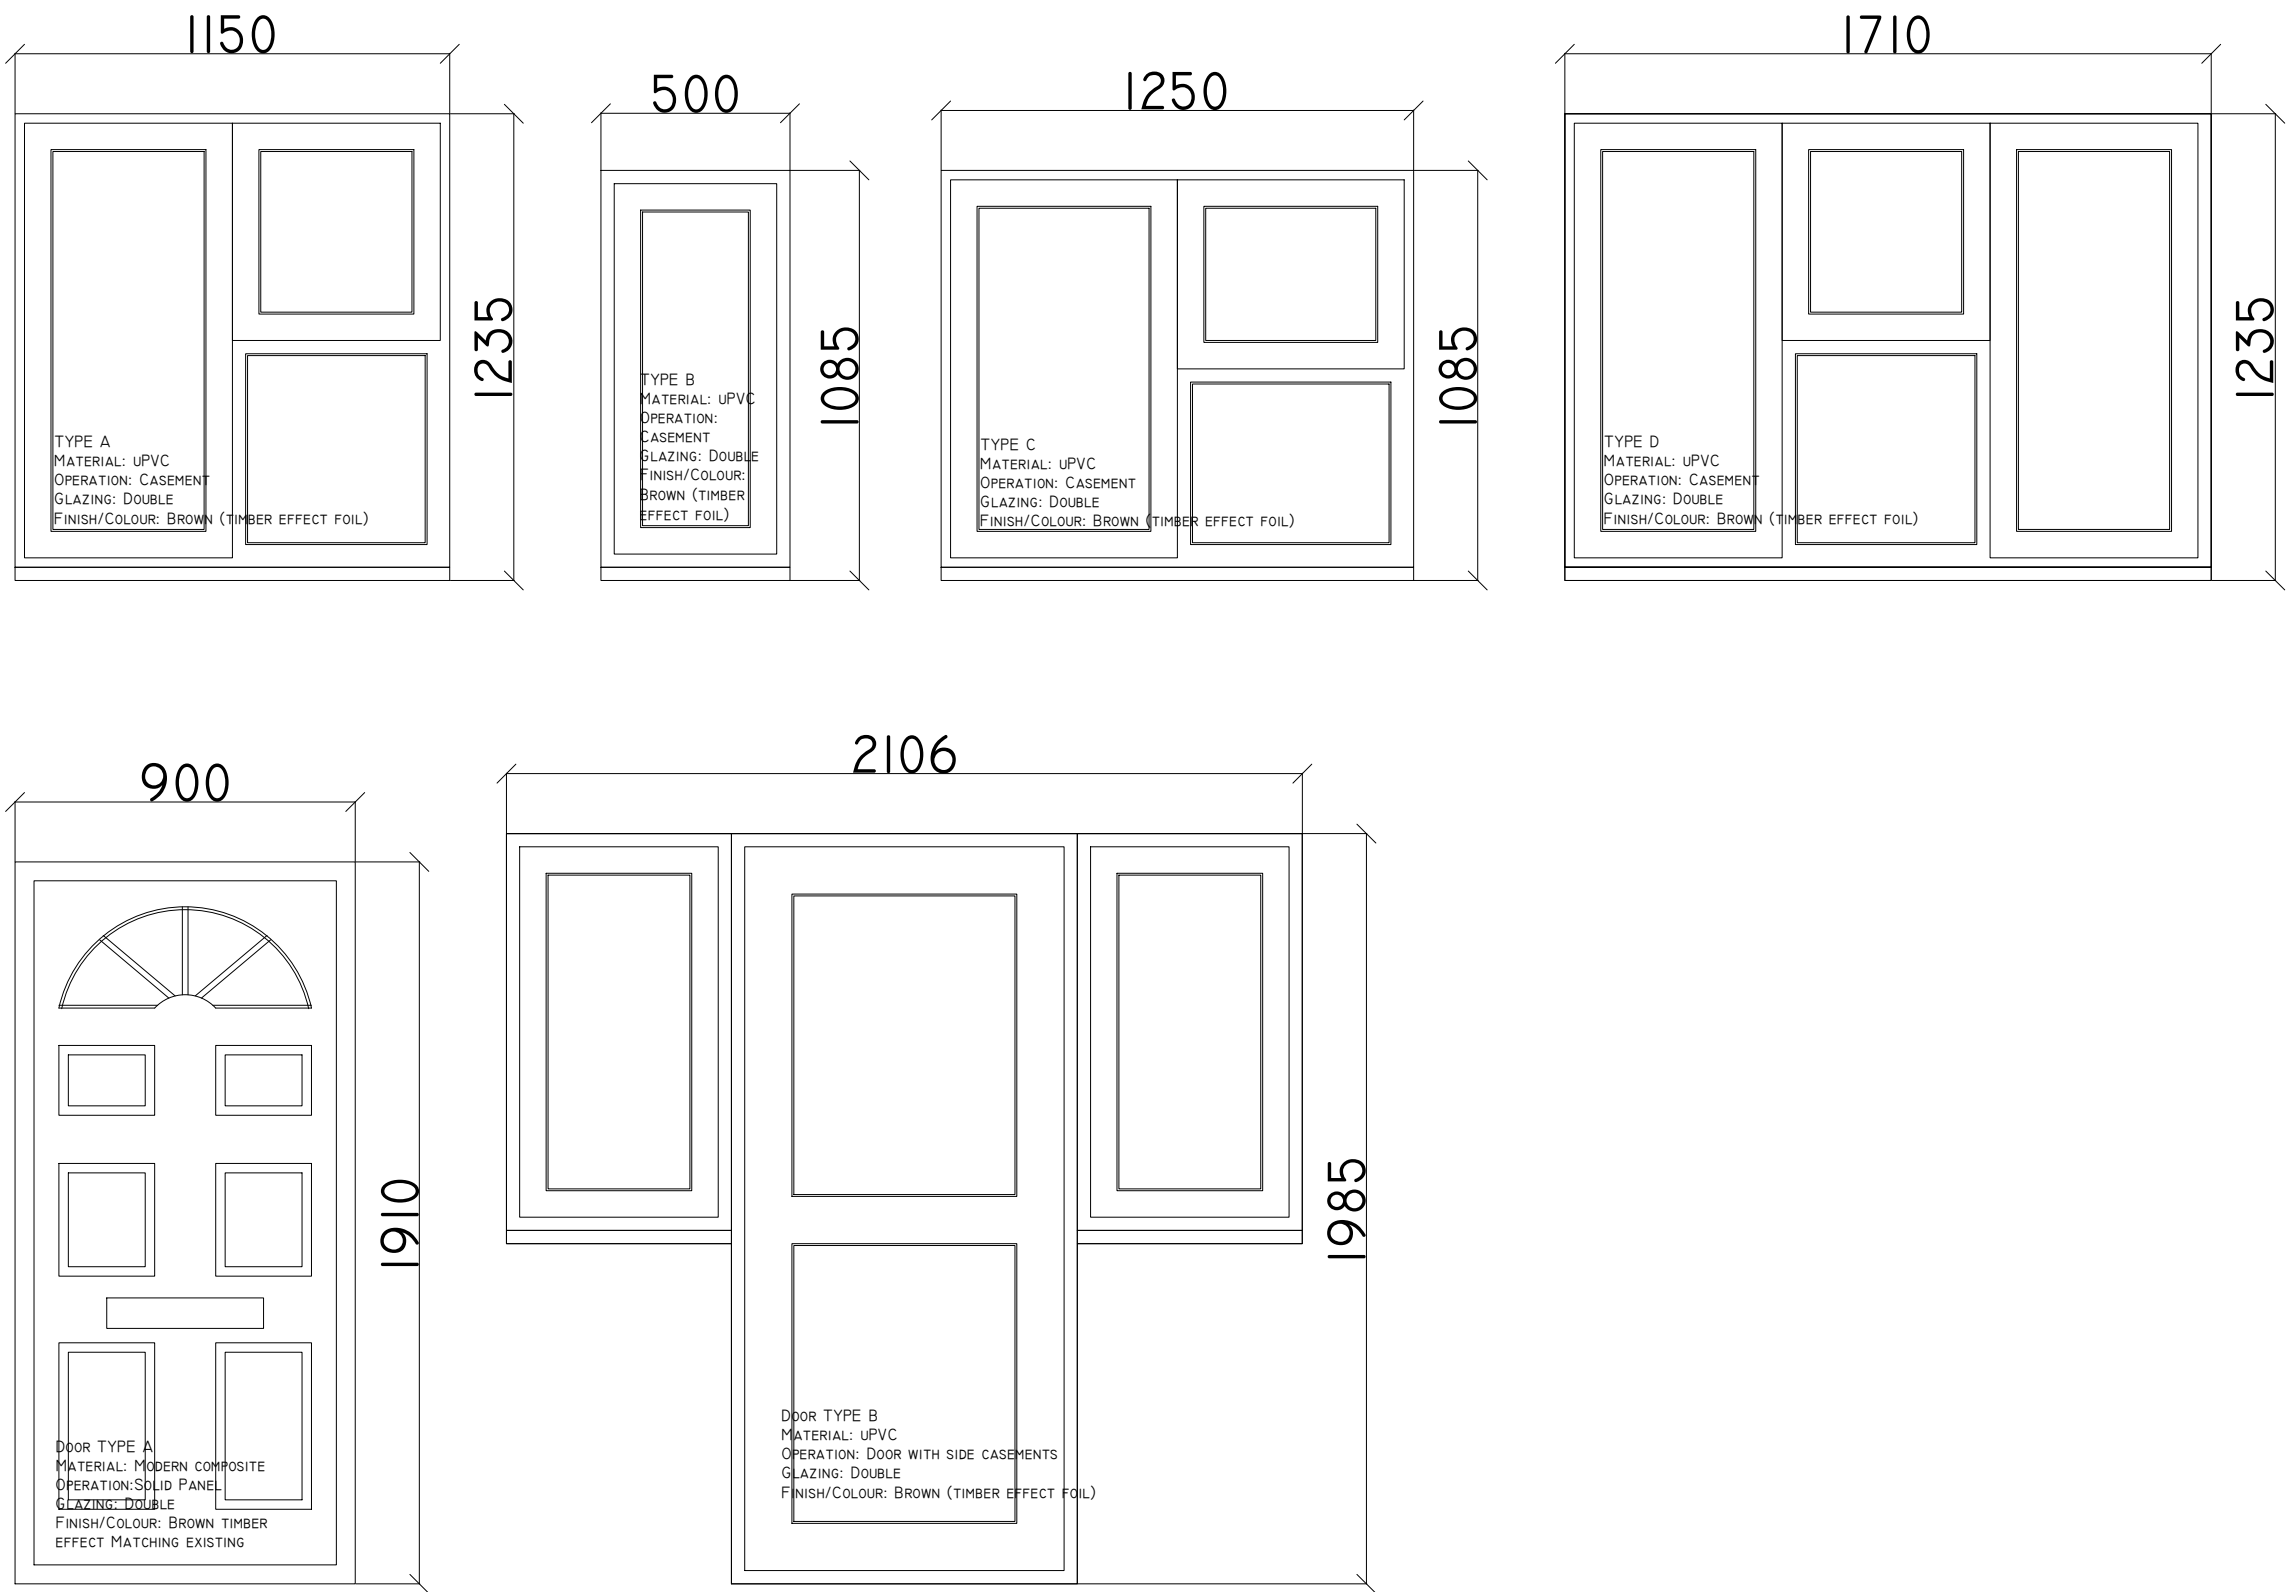 1150
1235
TYPE A
MATERIAL: uPVC
OPERATION: CASEMENT
GLAZING: DOUBLE
FINISH/COLOUR: BROWN (TIMBER EFFECT FOIL)
500
1085
TYPE B
MATERIAL: uPVC
OPERATION:
CASEMENT
GLAZING: DOUBLE
FINISH/COLOUR:
BROWN (TIMBER
EFFECT FOIL)
1250
1085
TYPE C
MATERIAL: uPVC
OPERATION: CASEMENT
GLAZING: DOUBLE
FINISH/COLOUR: BROWN (TIMBER EFFECT FOIL)
1710
1235
TYPE D
MATERIAL: uPVC
OPERATION: CASEMENT
GLAZING: DOUBLE
FINISH/COLOUR: BROWN (TIMBER EFFECT FOIL)
900
1910
DOOR TYPE A
MATERIAL: MODERN COMPOSITE
OPERATION:SOLID PANEL
GLAZING: DOUBLE
FINISH/COLOUR: BROWN TIMBER
EFFECT MATCHING EXISTING
2106
1985
DOOR TYPE B
MATERIAL: uPVC
OPERATION: DOOR WITH SIDE CASEMENTS
GLAZING: DOUBLE
FINISH/COLOUR: BROWN (TIMBER EFFECT FOIL)